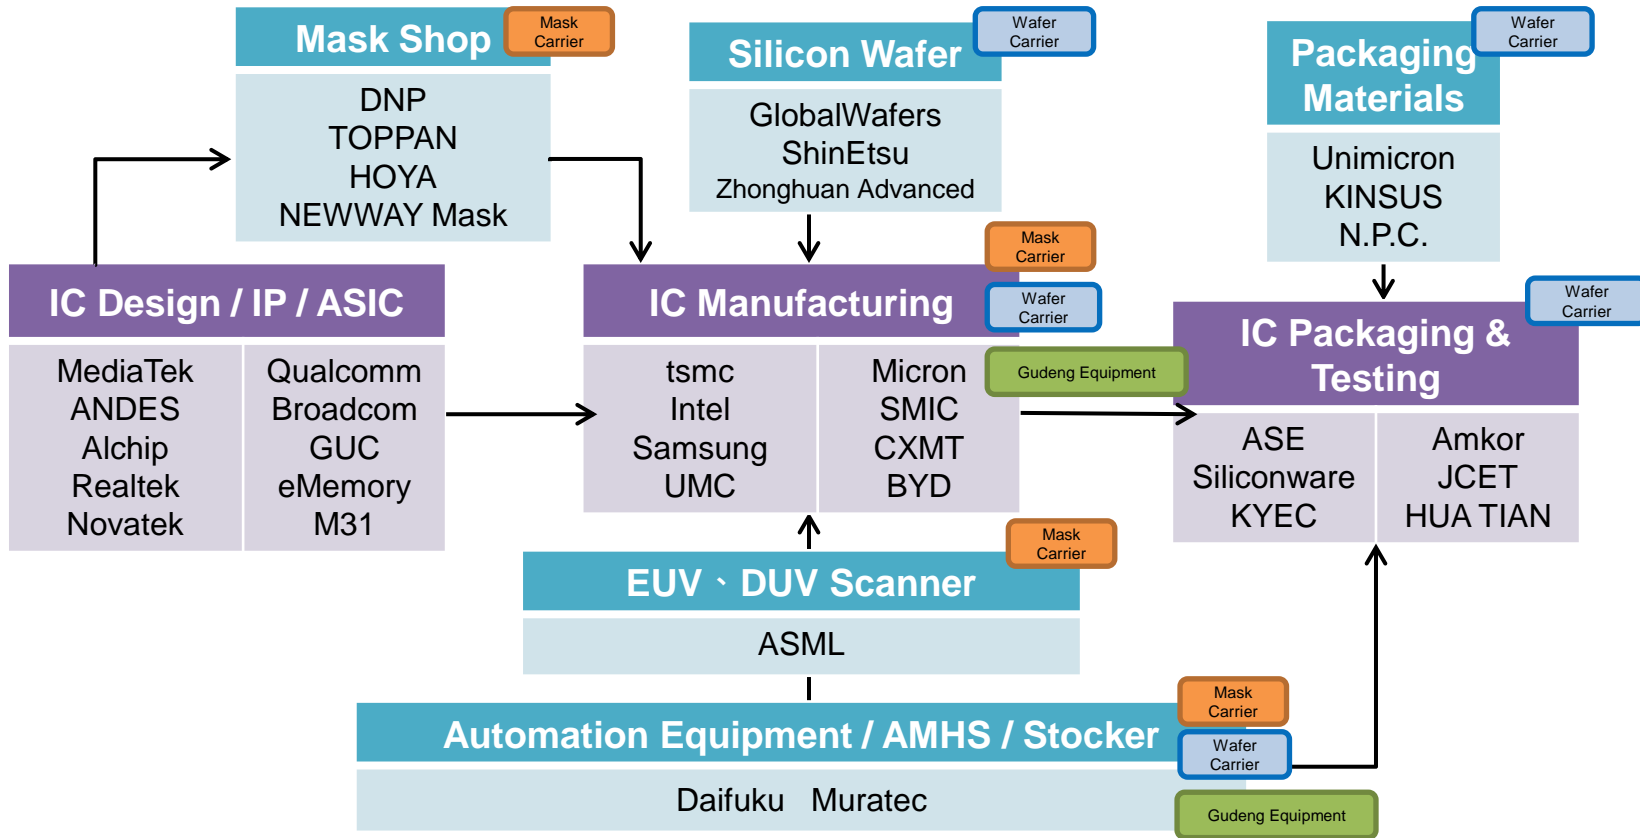 Mask Shop
Mask
Carrier
DNP
TOPPAN
HOYA
NEWWAY Mask
Silicon Wafer
Wafer
Carrier
GlobalWafers
ShinEtsu
Zhonghuan Advanced
Packaging
Materials
Wafer
Carrier
Unimicron
KINSUS
N.P.C.
IC Design / IP / ASIC
MediaTek
ANDES
Alchip
Realtek
Novatek
Qualcomm
Broadcom
GUC
eMemory
M31
IC Manufacturing
Mask
Carrier
Wafer
Carrier
Gudeng Equipment
tsmc
Intel
Samsung
UMC
Micron
SMIC
CXMT
BYD
IC Packaging &
Testing
Wafer
Carrier
ASE
Siliconware
KYEC
Amkor
JCET
HUA TIAN
EUV、DUV Scanner
Mask
Carrier
ASML
Automation Equipment / AMHS / Stocker
Mask
Carrier
Wafer
Carrier
Gudeng Equipment
Daifuku Muratec